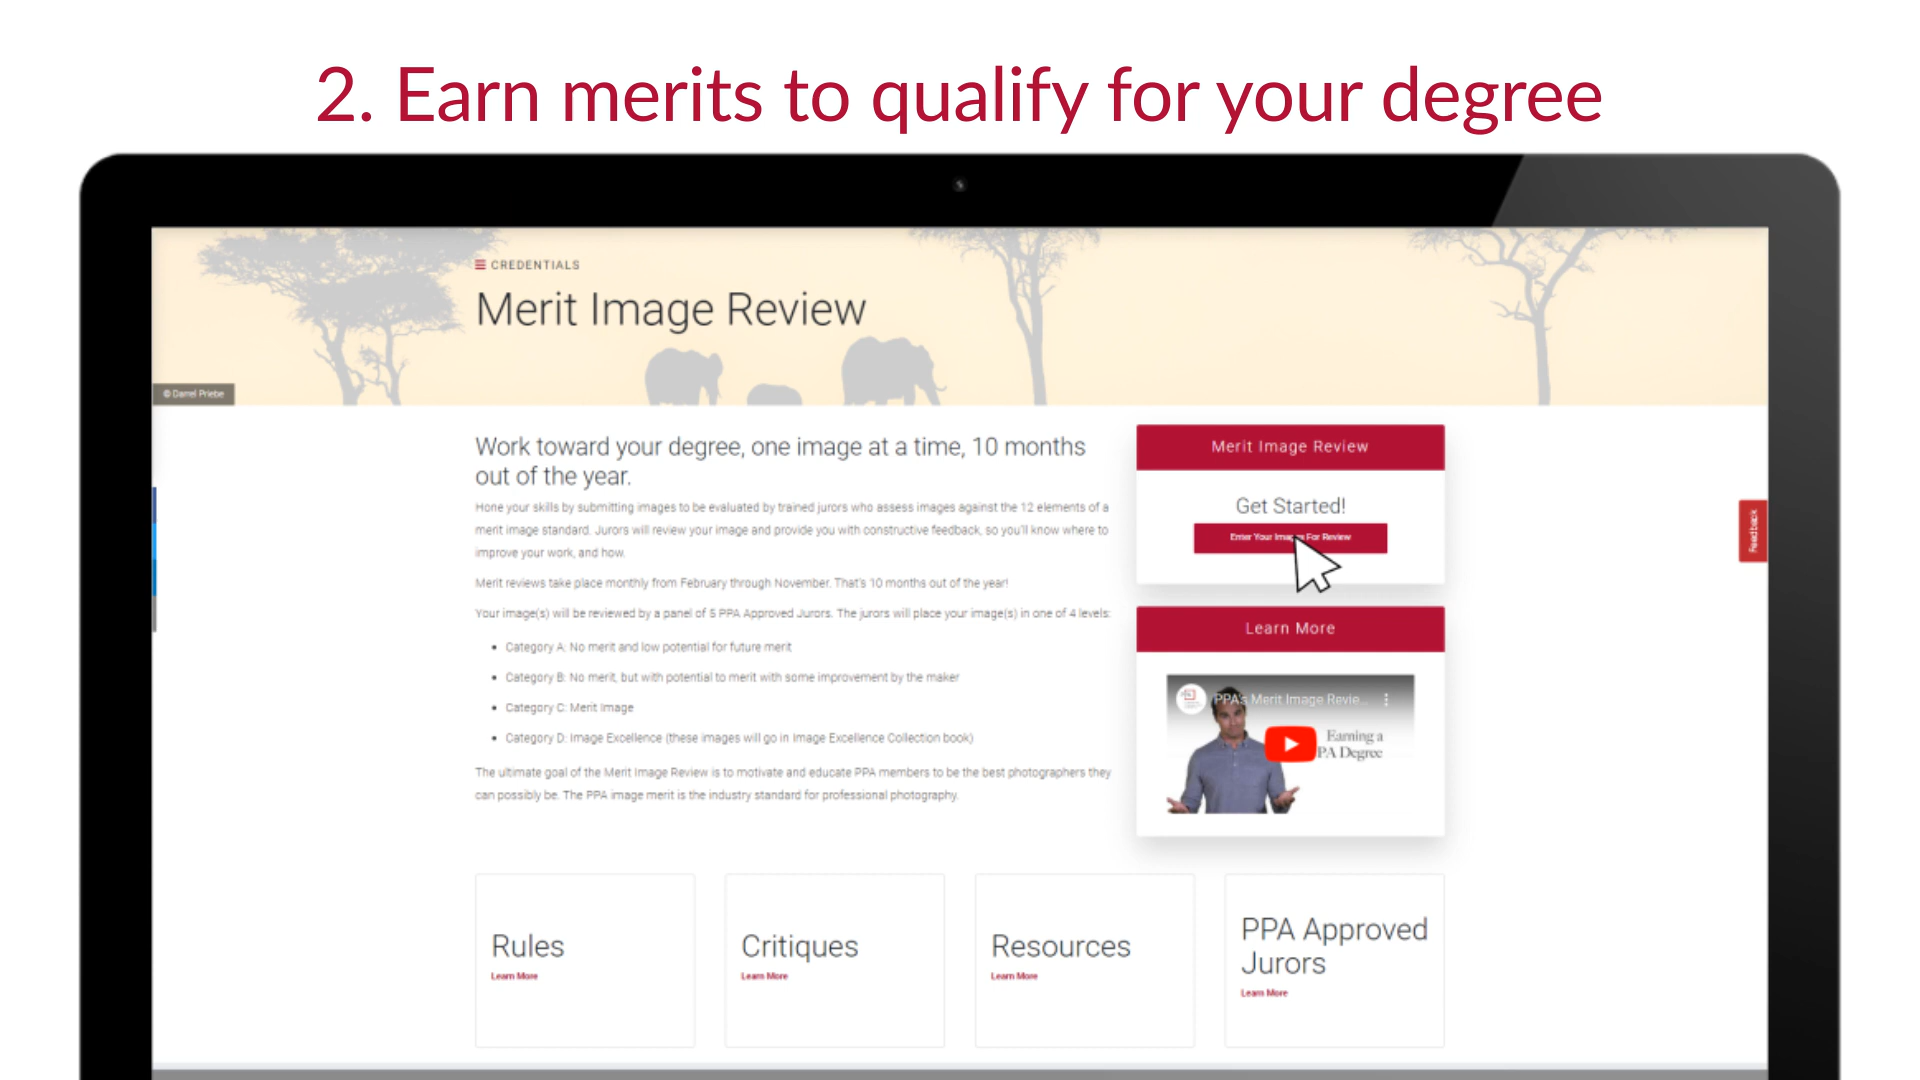 2. Earn merits to qualify for your degree
CREDENTIALS
Merit Image Review
© Darrel Priebe
Work toward your degree, one image at a time, 10 months
out of the year.
Hone your skills by submitting images to be evaluated by trained jurors who assess images against the 12 elements of a
merit image standard. Jurors will review your image and provide you with constructive feedback, so you'll know where to
improve your work, and how.
Merit reviews take place monthly from February through November. That's 10 months out of the year!
Your image(s) will be reviewed by a panel of 5 PPA Approved Jurors. The jurors will place your image(s) in one of 4 levels:
• Category A: No merit and low potential for future merit
• Category B: No merit, but with potential to merit with some improvement by the maker
• Category C: Merit Image
• Category D: Image Excellence (these images will go in Image Excellence Collection book)
The ultimate goal of the Merit Image Review is to motivate and educate PPA members to be the best photographers they
can possibly be. The PPA image merit is the industry standard for professional photography.
Merit Image Review
Get Started!
Enter Your Images For Review
Feedback
Learn More
PPA's Merit Image Revie...
Earning a
PA Degree
Rules
Learn More
Critiques
Learn More
Resources
Learn More
PPA Approved
Jurors
Learn More